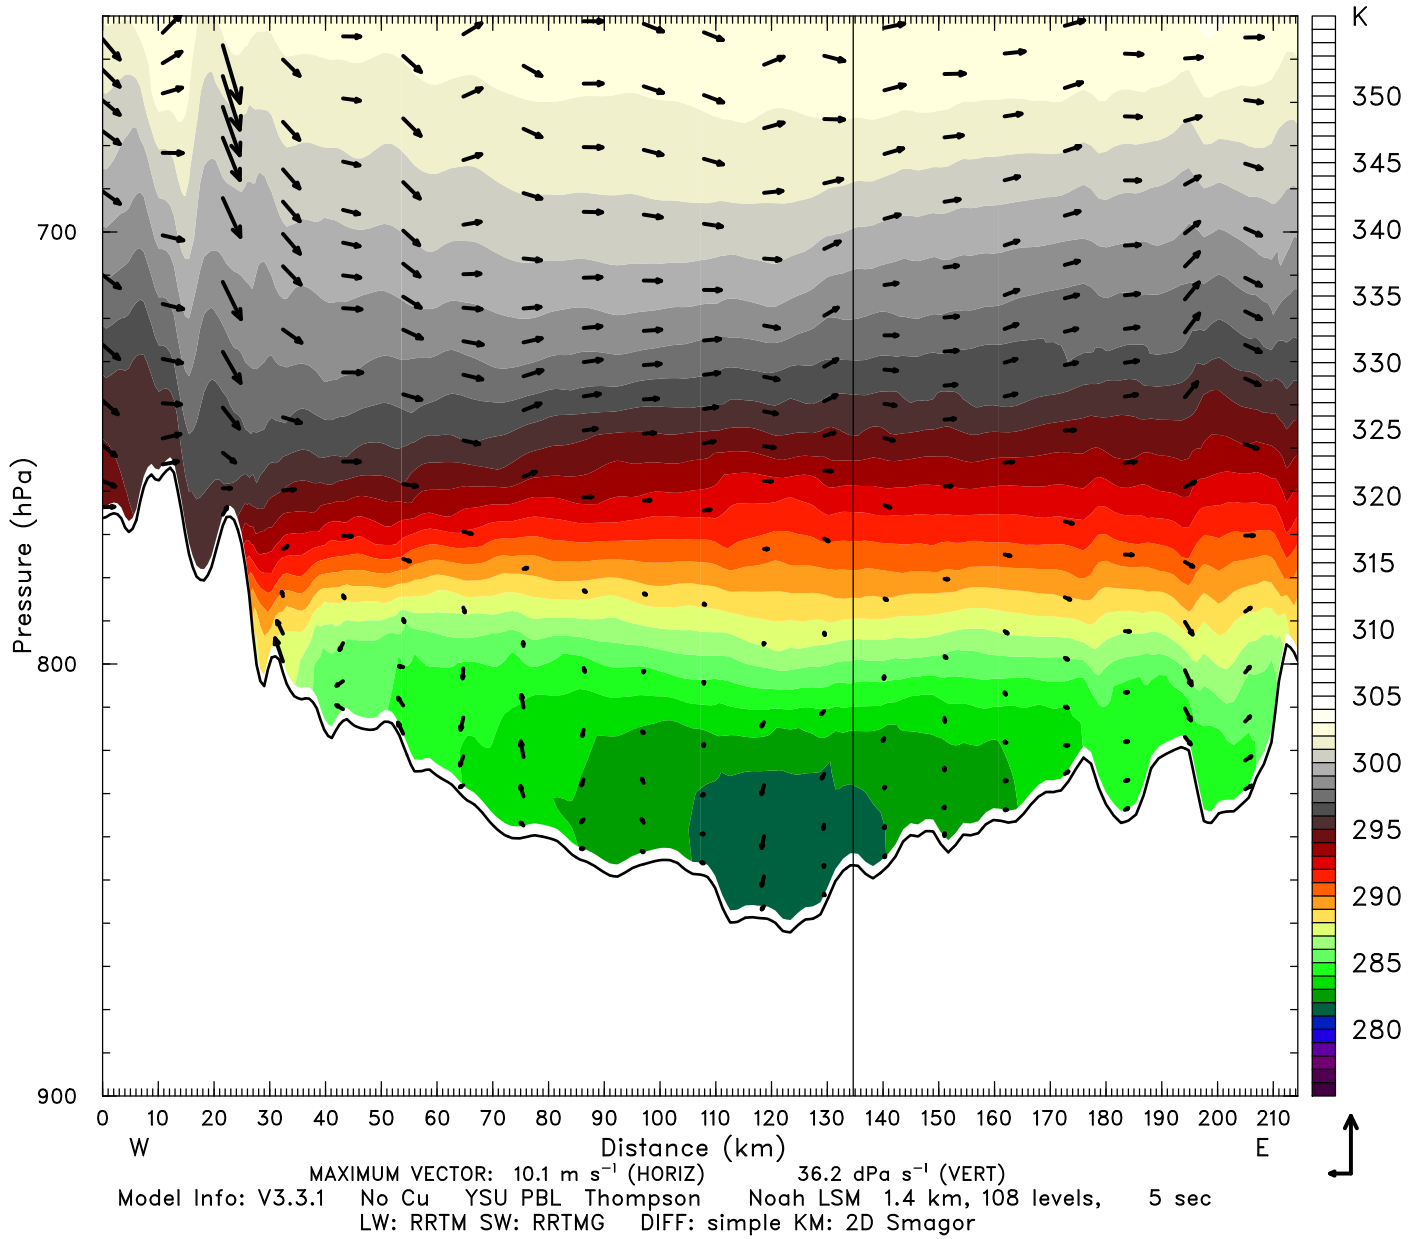 K
350
345
340
335
330
325
320
315
310
305
300
295
290
285
280
700
800
900
Pressure (hPa)
0 10 20 30 40 50 60 70 80 90 100 110 120 130 140 150 160 170 180 190 200 210
W Distance (km) E
MAXIMUM VECTOR: 10.1 m s⁻¹ (HORIZ) 36.2 dPa s⁻¹ (VERT)
Model Info: V3.3.1 No Cu YSU PBL Thompson Noah LSM 1.4 km, 108 levels, 5 sec
LW: RRTM SW: RRTMG DIFF: simple KM: 2D Smagor